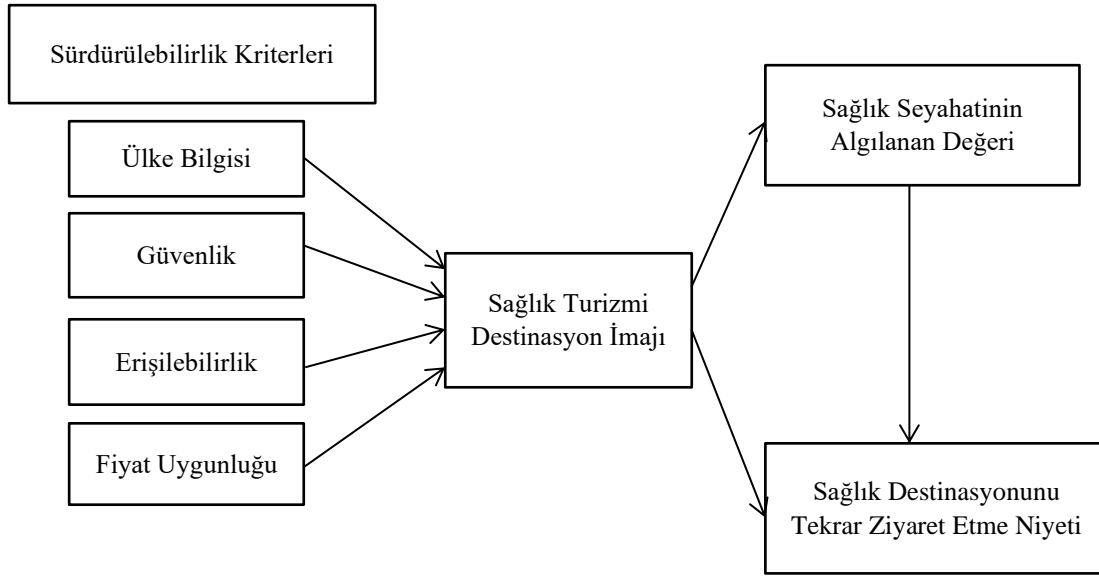 Sürdürülebilirlik Kriterleri
Ülke Bilgisi
Güvenlik
Erişilebilirlik
Fiyat Uygunluğu
Sağlık Turizmi
Destinasyon İmajı
Sağlık Seyahatinin
Algılanan Değeri
Sağlık Destinasyonunu
Tekrar Ziyaret Etme Niyeti